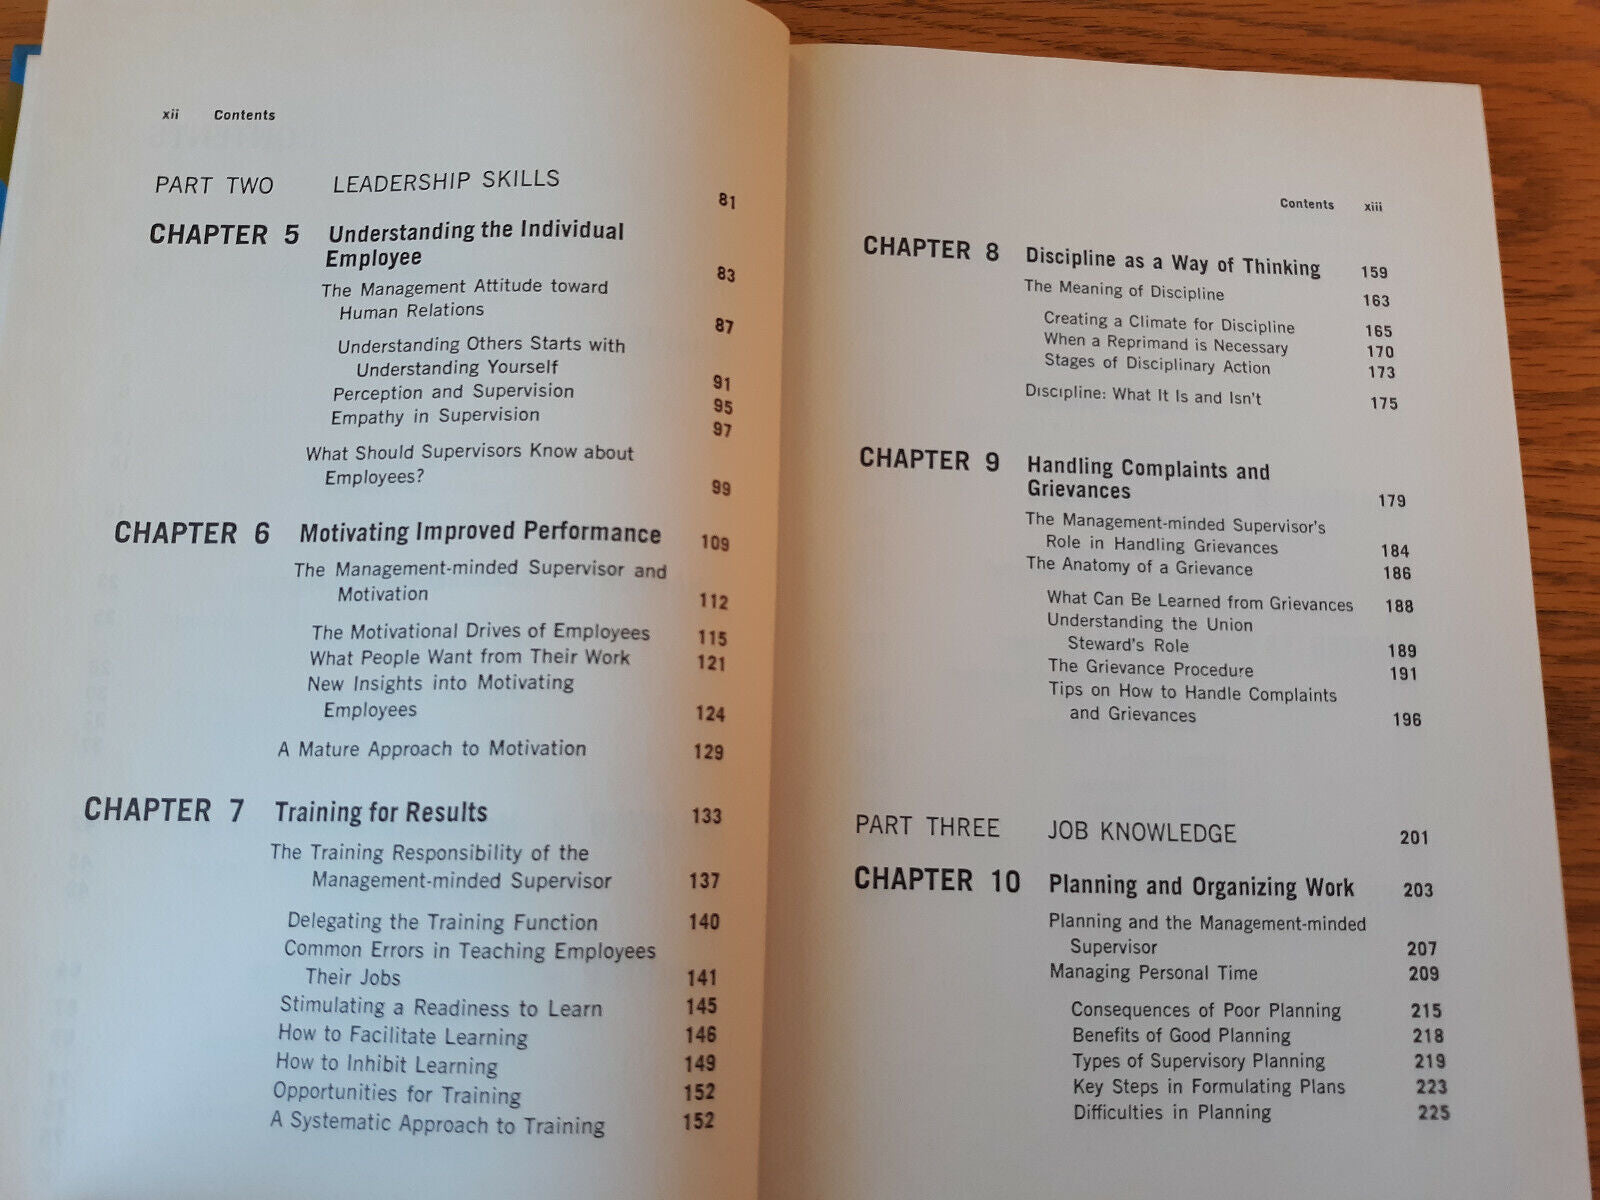 xii Contents
PART TWO LEADERSHIP SKILLS 81
CHAPTER 5 Understanding the Individual
Employee 83
The Management Attitude toward
Human Relations 87
Understanding Others Starts with
Understanding Yourself 91
Perception and Supervision 95
Empathy in Supervision 97
What Should Supervisors Know about
Employees? 99
CHAPTER 6 Motivating Improved Performance 109
The Management-minded Supervisor and
Motivation 112
The Motivational Drives of Employees 115
What People Want from Their Work 121
New Insights into Motivating
Employees 124
A Mature Approach to Motivation 129
CHAPTER 7 Training for Results 133
The Training Responsibility of the
Management-minded Supervisor 137
Delegating the Training Function 140
Common Errors in Teaching Employees
Their Jobs 141
Stimulating a Readiness to Learn 145
How to Facilitate Learning 146
How to Inhibit Learning 149
Opportunities for Training 152
A Systematic Approach to Training 152
Contents xiii
CHAPTER 8 Discipline as a Way of Thinking 159
The Meaning of Discipline 163
Creating a Climate for Discipline 165
When a Reprimand is Necessary 170
Stages of Disciplinary Action 173
Discipline: What It Is and Isn't 175
CHAPTER 9 Handling Complaints and
Grievances 179
The Management-minded Supervisor's
Role in Handling Grievances 184
The Anatomy of a Grievance 186
What Can Be Learned from Grievances 188
Understanding the Union
Steward's Role 189
The Grievance Procedure 191
Tips on How to Handle Complaints
and Grievances 196
PART THREE JOB KNOWLEDGE 201
CHAPTER 10 Planning and Organizing Work 203
Planning and the Management-minded
Supervisor 207
Managing Personal Time 209
Consequences of Poor Planning 215
Benefits of Good Planning 218
Types of Supervisory Planning 219
Key Steps in Formulating Plans 223
Difficulties in Planning 225